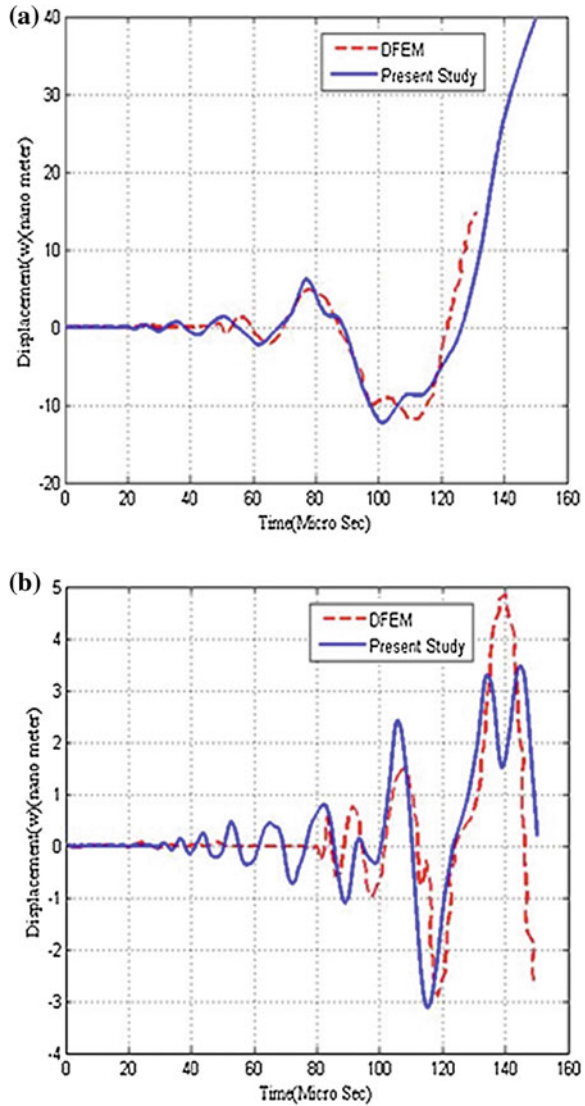 (a)
40
30
20
10
0
-10
-20
Displacement(w)(nano meter)
DFEM
Present Study
0 20 40 60 80 100 120 140 160
Time(Micro Sec)
(b)
5
4
3
2
1
0
-1
-2
-3
-4
Displacement(w)(nano meter)
DFEM
Present Study
0 20 40 60 80 100 120 140 160
Time(Micro Sec)